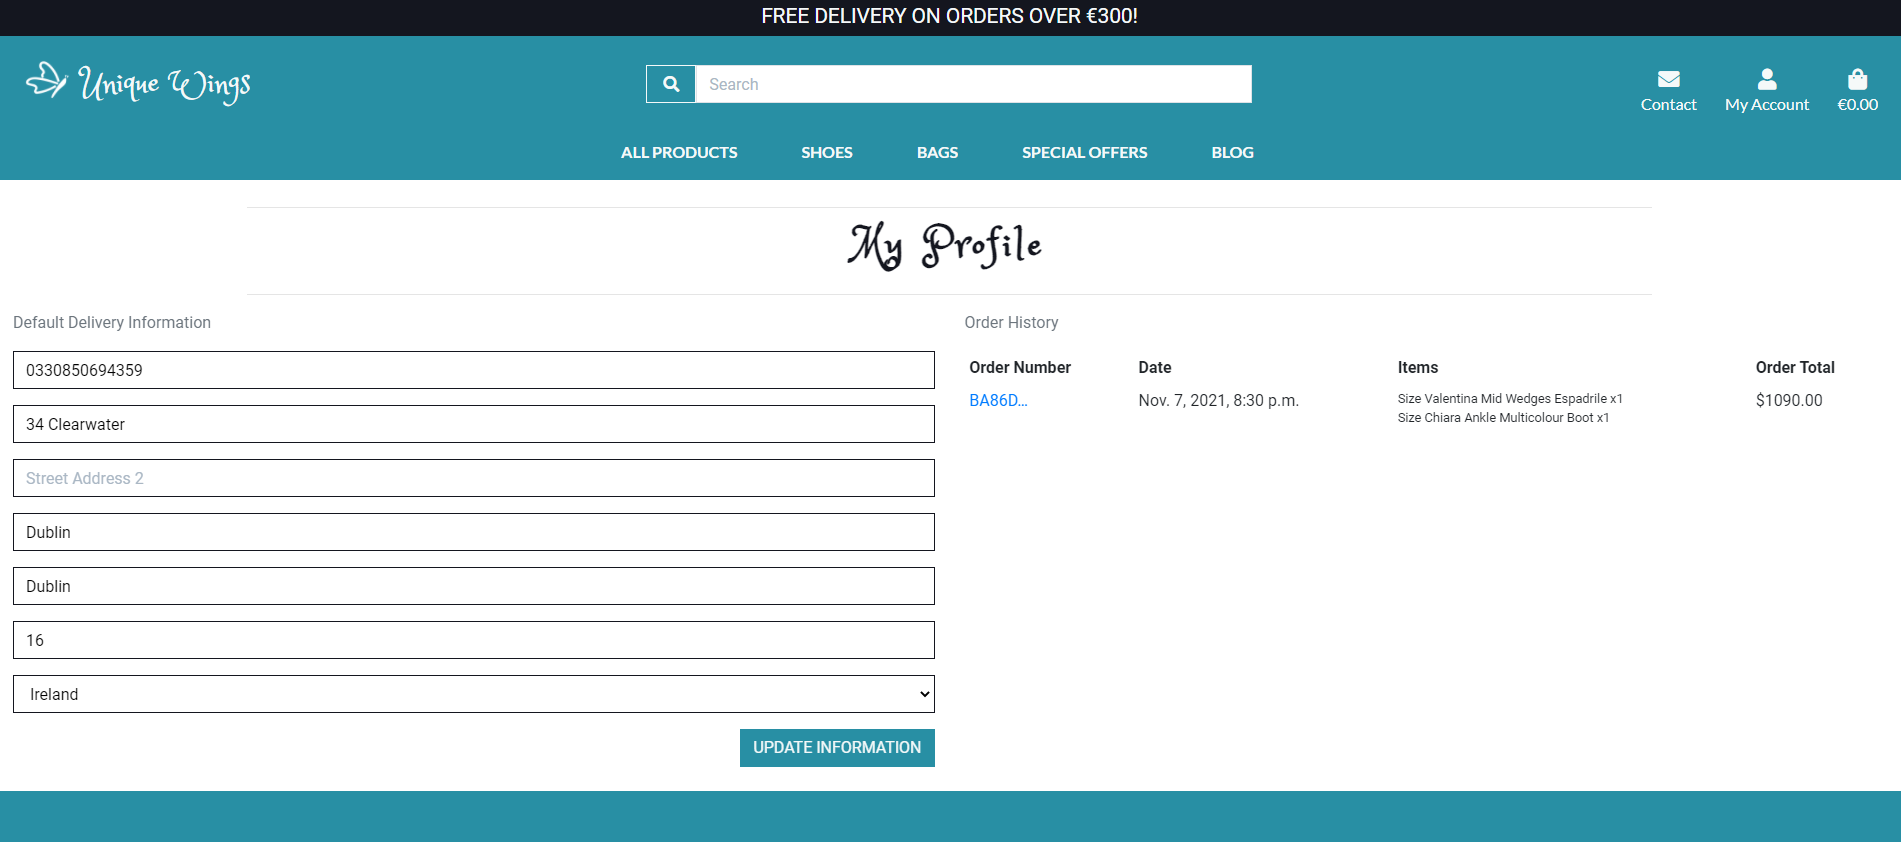 FREE DELIVERY ON ORDERS OVER €300!
Unique Wings
Search
Contact
My Account
€0.00
ALL PRODUCTS
SHOES
BAGS
SPECIAL OFFERS
BLOG
My Profile
Default Delivery Information
0330850694359
34 Clearwater
Street Address 2
Dublin
Dublin
16
Ireland
UPDATE INFORMATION
Order History
Order Number Date Items Order Total
BA86D... Nov. 7, 2021, 8:30 p.m. Size Valentina Mid Wedges Espadrile x1 $1090.00
Size Chiara Ankle Multicolour Boot x1